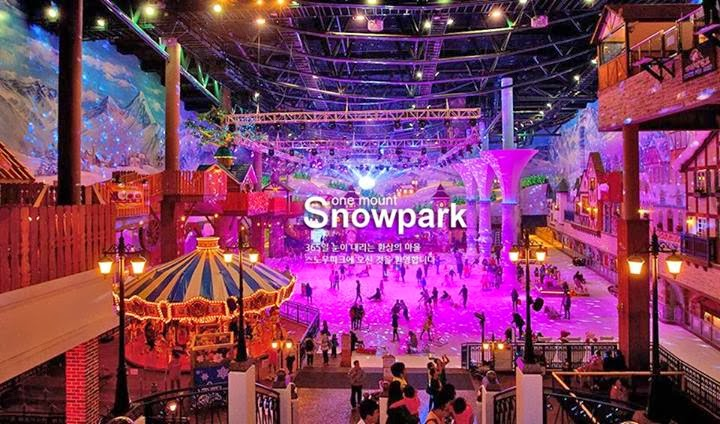 one mount
Snowpark
365일 눈이 내리는 환상의 마을
스노우파크에 오신 것을 환영합니다